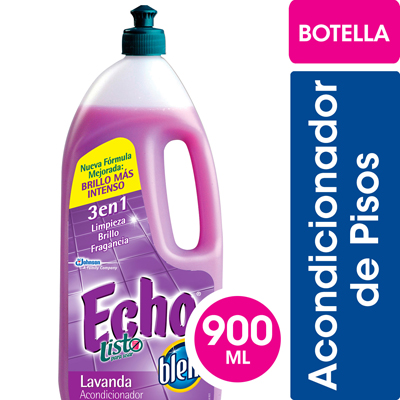 BOTELLA
Acondicionador
de Pisos
Nueva Fórmula
Mejorada:
BRILLO MÁS
INTENSO
3en1
Limpieza
Brillo
Fragancia
Johnson
A Family Company
Echo
Listo
blem
Lavanda
Acondicionador
900
ML